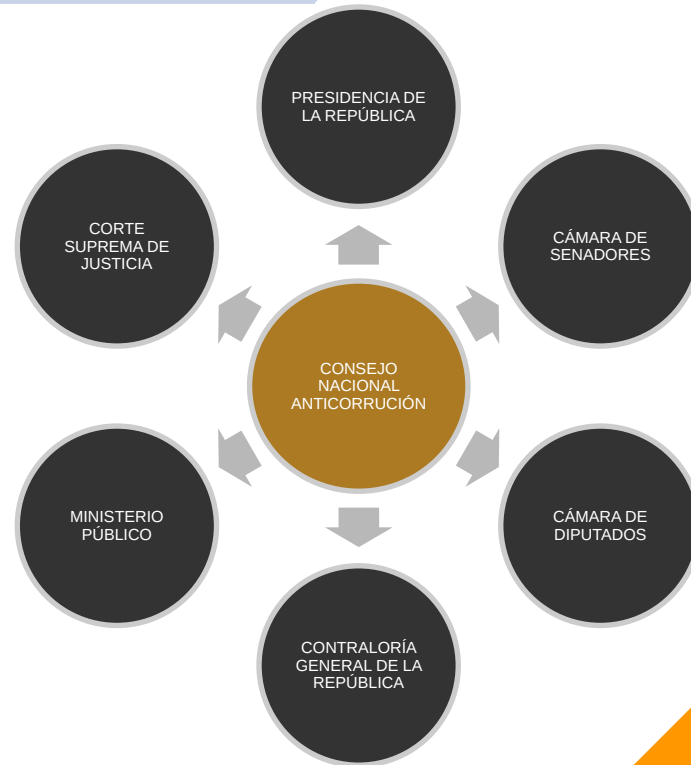 PRESIDENCIA DE
LA REPÚBLICA
CORTE
SUPREMA DE
JUSTICIA
CÁMARA DE
SENADORES
CONSEJO
NACIONAL
ANTICORRUCIÓN
MINISTERIO
PÚBLICO
CÁMARA DE
DIPUTADOS
CONTRALORÍA
GENERAL DE LA
REPÚBLICA